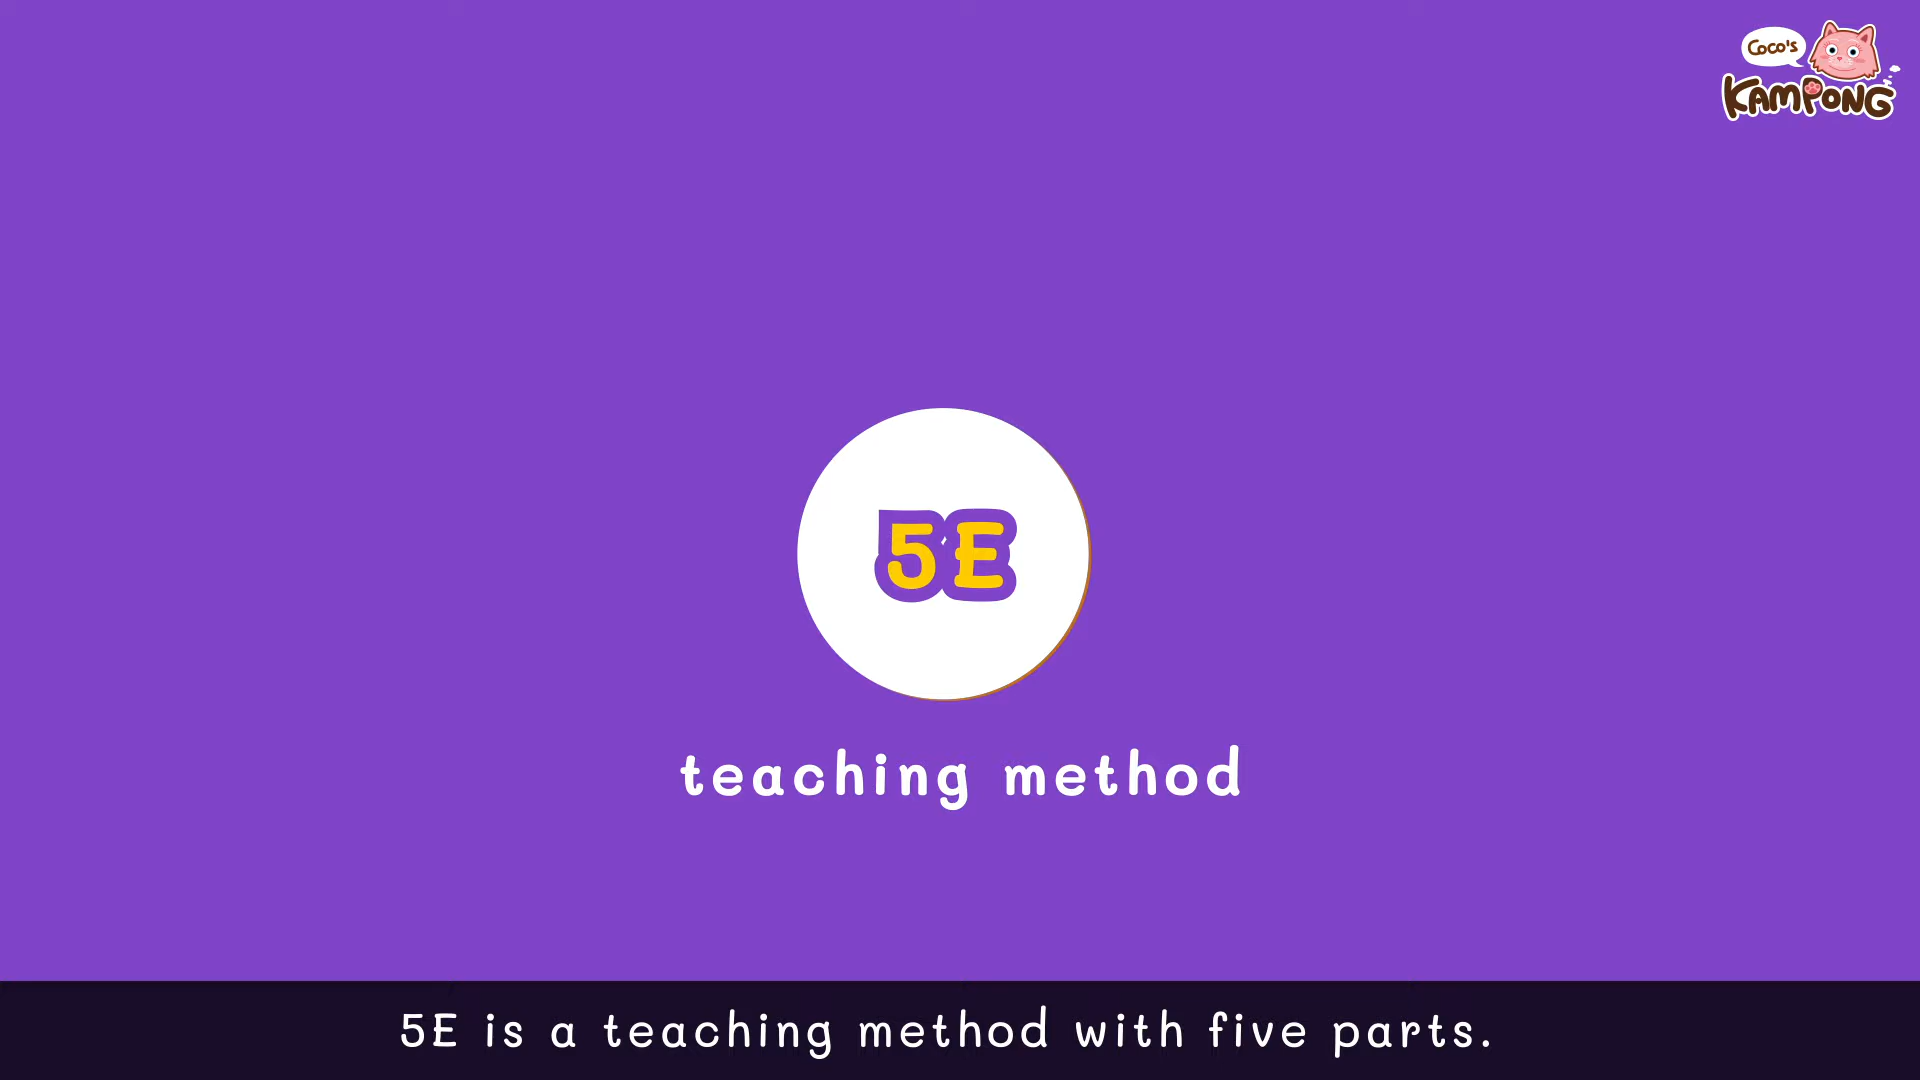 Coco's
KAMPONG
5E
teaching method
5E is a teaching method with five parts.